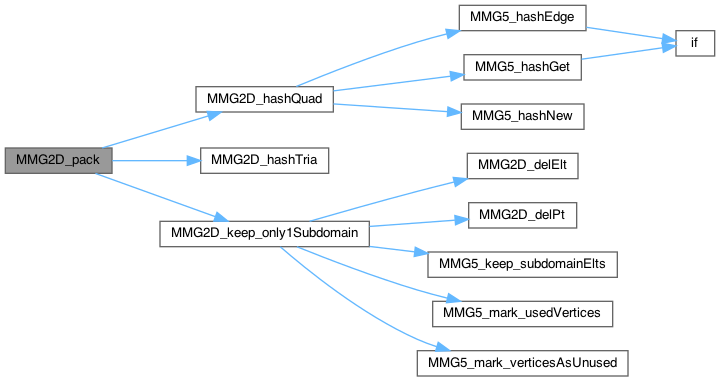 MMG2D_pack
MMG2D_hashQuad
MMG2D_hashTria
MMG2D_keep_only1Subdomain
MMG5_hashEdge
MMG5_hashGet
MMG5_hashNew
MMG2D_delElt
MMG2D_delPt
MMG5_keep_subdomainElts
MMG5_mark_usedVertices
MMG5_mark_verticesAsUnused
if